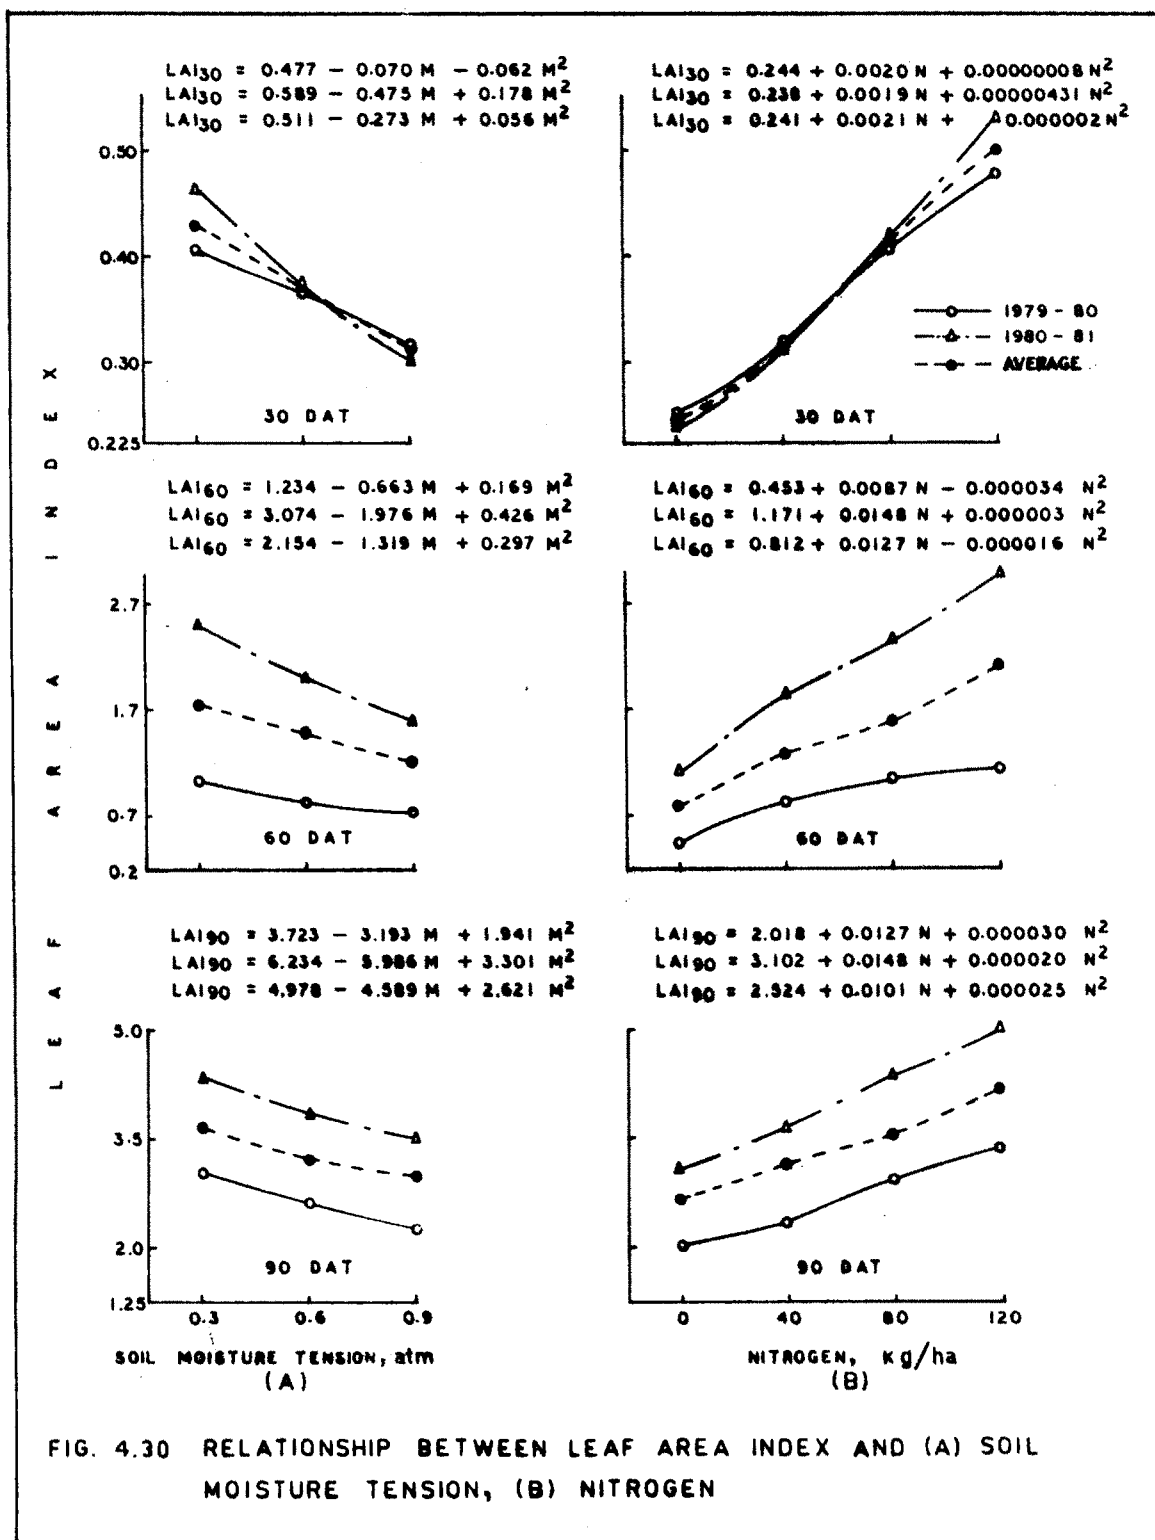 LAI30 = 0.477 - 0.070 M - 0.062 M²
LAI30 = 0.589 - 0.475 M + 0.178 M²
LAI30 = 0.511 - 0.273 M + 0.056 M²
LAI30 = 0.244 + 0.0020 N + 0.00000008 N²
LAI30 = 0.238 + 0.0019 N + 0.00000431 N²
LAI30 = 0.241 + 0.0021 N + 0.000002 N²
0.50
0.40
0.30
0.225
30 DAT
1979 - 80
1980 - 81
AVERAGE
30 DAT
LEAF AREA INDEX
LAI60 = 1.234 - 0.663 M + 0.169 M²
LAI60 = 3.074 - 1.976 M + 0.426 M²
LAI60 = 2.154 - 1.319 M + 0.297 M²
LAI60 = 0.453 + 0.0087 N - 0.000034 N²
LAI60 = 1.171 + 0.0148 N + 0.000003 N²
LAI60 = 0.812 + 0.0127 N - 0.000016 N²
2.7
1.7
0.7
0.2
60 DAT
60 DAT
LAI90 = 3.723 - 3.193 M + 1.941 M²
LAI90 = 6.234 - 5.986 M + 3.301 M²
LAI90 = 4.978 - 4.589 M + 2.621 M²
LAI90 = 2.018 + 0.0127 N + 0.000030 N²
LAI90 = 3.102 + 0.0148 N + 0.000020 N²
LAI90 = 2.524 + 0.0101 N + 0.000025 N²
5.0
3.5
2.0
1.25
90 DAT
90 DAT
0.3 0.6 0.9
0 40 80 120
SOIL MOISTURE TENSION, atm
(A)
NITROGEN, Kg/ha
(B)
FIG. 4.30 RELATIONSHIP BETWEEN LEAF AREA INDEX AND (A) SOIL
MOISTURE TENSION, (B) NITROGEN